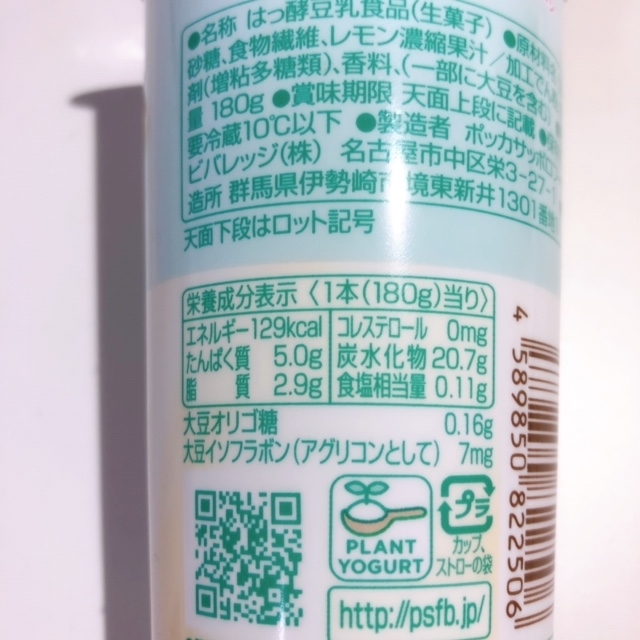 ●名称 はっ酵豆乳食品(生菓子) ●原材料名
砂糖、食物繊維、レモン濃縮果汁/加工でん
剤(増粘多糖類)、香料、(一部に大豆を含む)
量 180g ●賞味期限 天面上段に記載
要冷蔵10℃以下 ●製造者 ポッカサッポロ
ビバレッジ(株) 名古屋市中区栄3-27-1
造所 群馬県伊勢崎市境東新井1301番地
天面下段はロット記号
栄養成分表示〈1本(180g)当り〉
エネルギー 129kcal コレステロール 0mg
たんぱく質 5.0g 炭水化物 20.7g
脂質 2.9g 食塩相当量 0.11g
大豆オリゴ糖 0.16g
大豆イソフラボン(アグリコンとして) 7mg
PLANT
YOGURT
プラ
カップ、
ストローの袋
http://psfb.jp/
4 589850 822506